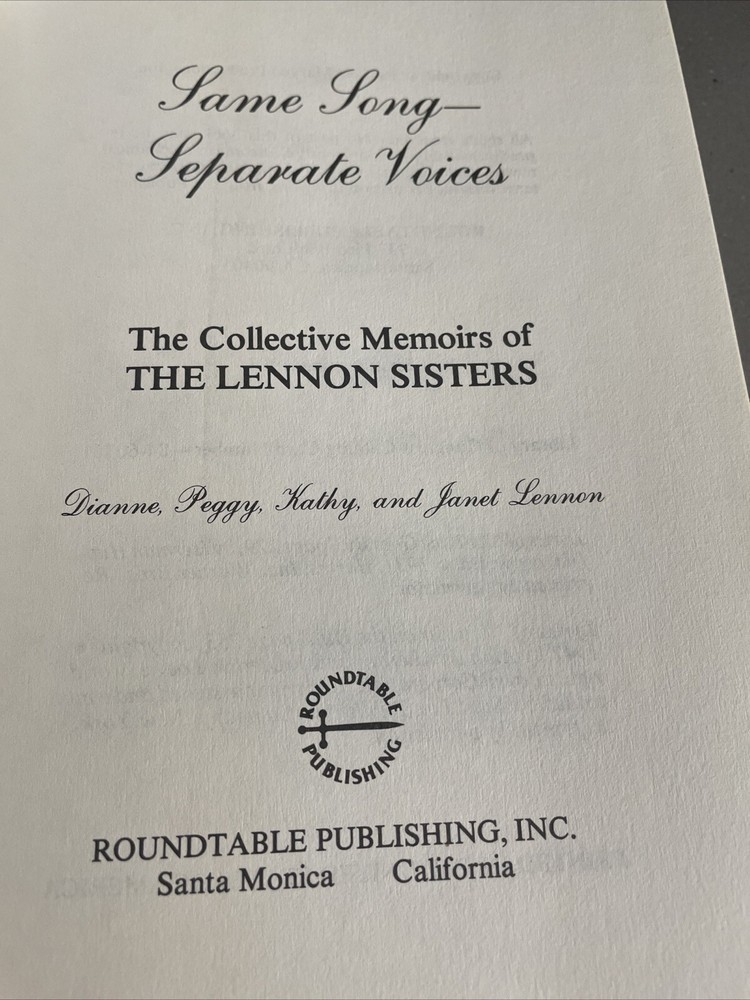 Same Song—
Separate Voices
The Collective Memoirs of
THE LENNON SISTERS
Dianne, Peggy, Kathy, and Janet Lennon
ROUNDTABLE
PUBLISHING
ROUNDTABLE PUBLISHING, INC.
Santa Monica California